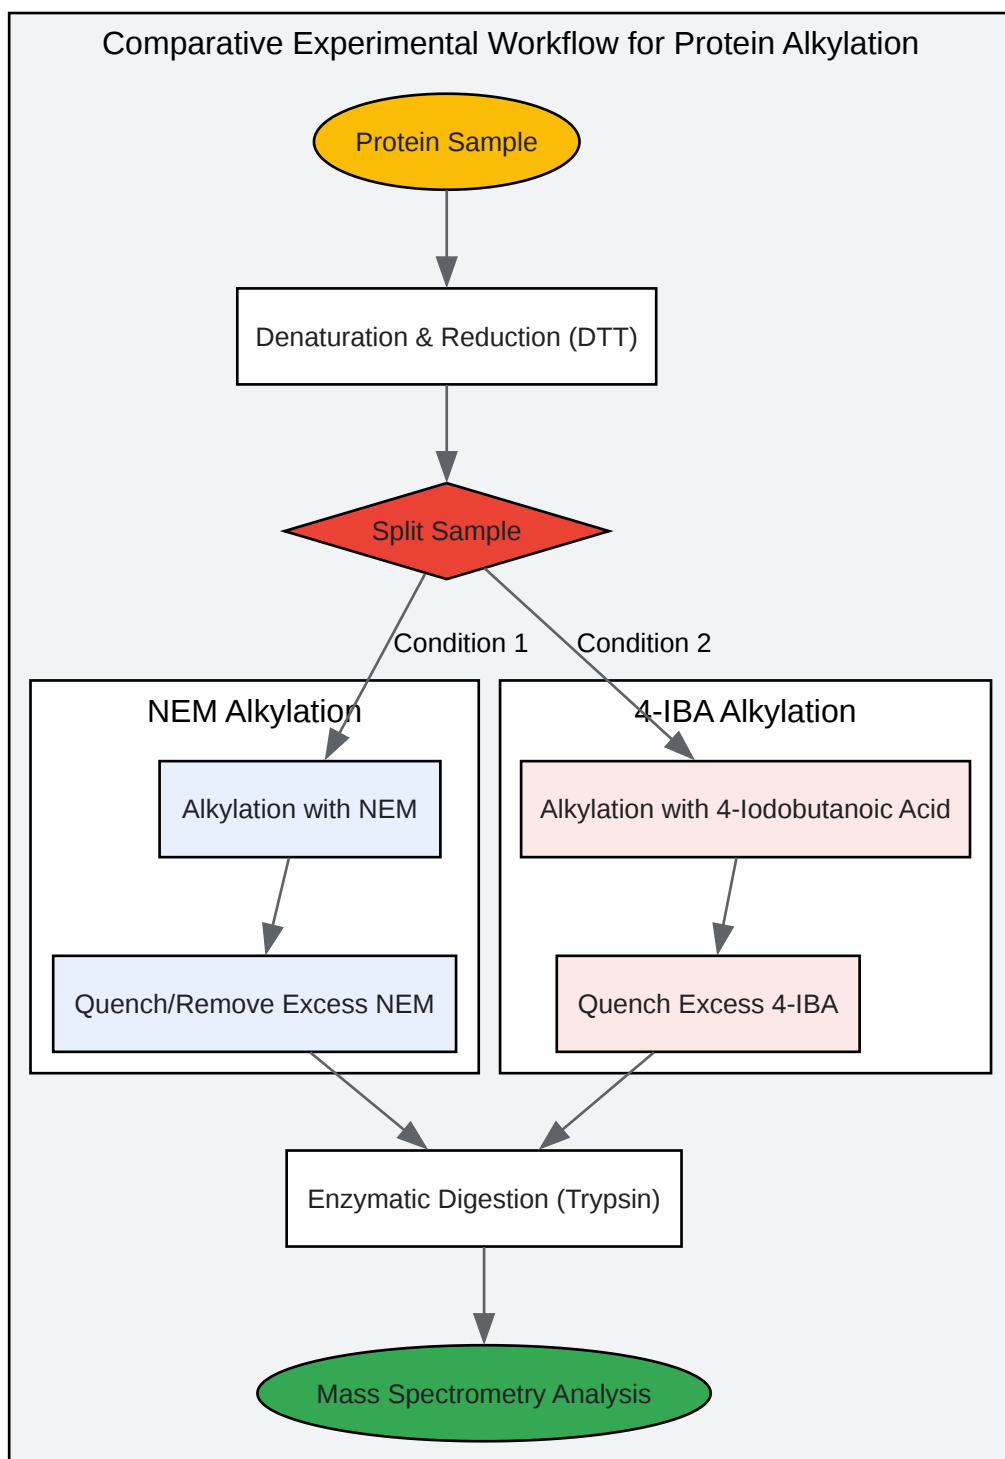 Comparative Experimental Workflow for Protein Alkylation
Protein Sample
Denaturation & Reduction (DTT)
Split Sample
Condition 1
Condition 2
NEM Alkylation
4-IBA Alkylation
Alkylation with NEM
Alkylation with 4-Iodobutanoic Acid
Quench/Remove Excess NEM
Quench Excess 4-IBA
Enzymatic Digestion (Trypsin)
Mass Spectrometry Analysis